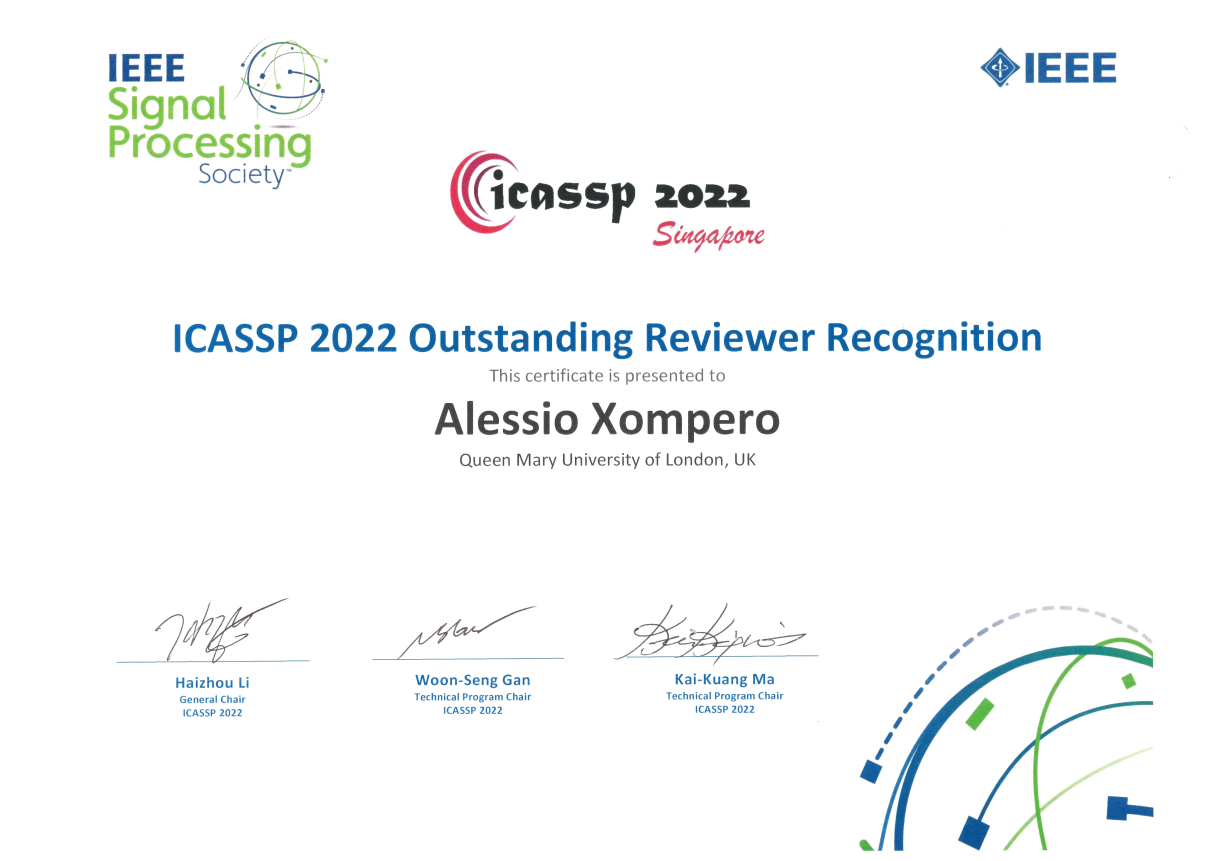 IEEE
Signal
Processing
Society™
IEEE
icassp 2022
Singapore
ICASSP 2022 Outstanding Reviewer Recognition
This certificate is presented to
Alessio Xompero
Queen Mary University of London, UK
Haizhou Li
General Chair
ICASSP 2022
Woon-Seng Gan
Technical Program Chair
ICASSP 2022
Kai-Kuang Ma
Technical Program Chair
ICASSP 2022